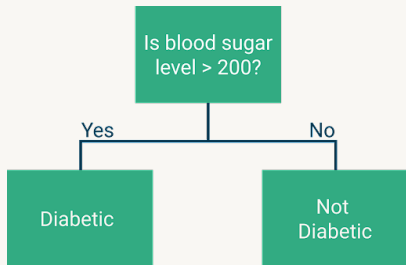 Is blood sugar
level > 200?
Yes
No
Diabetic
Not
Diabetic